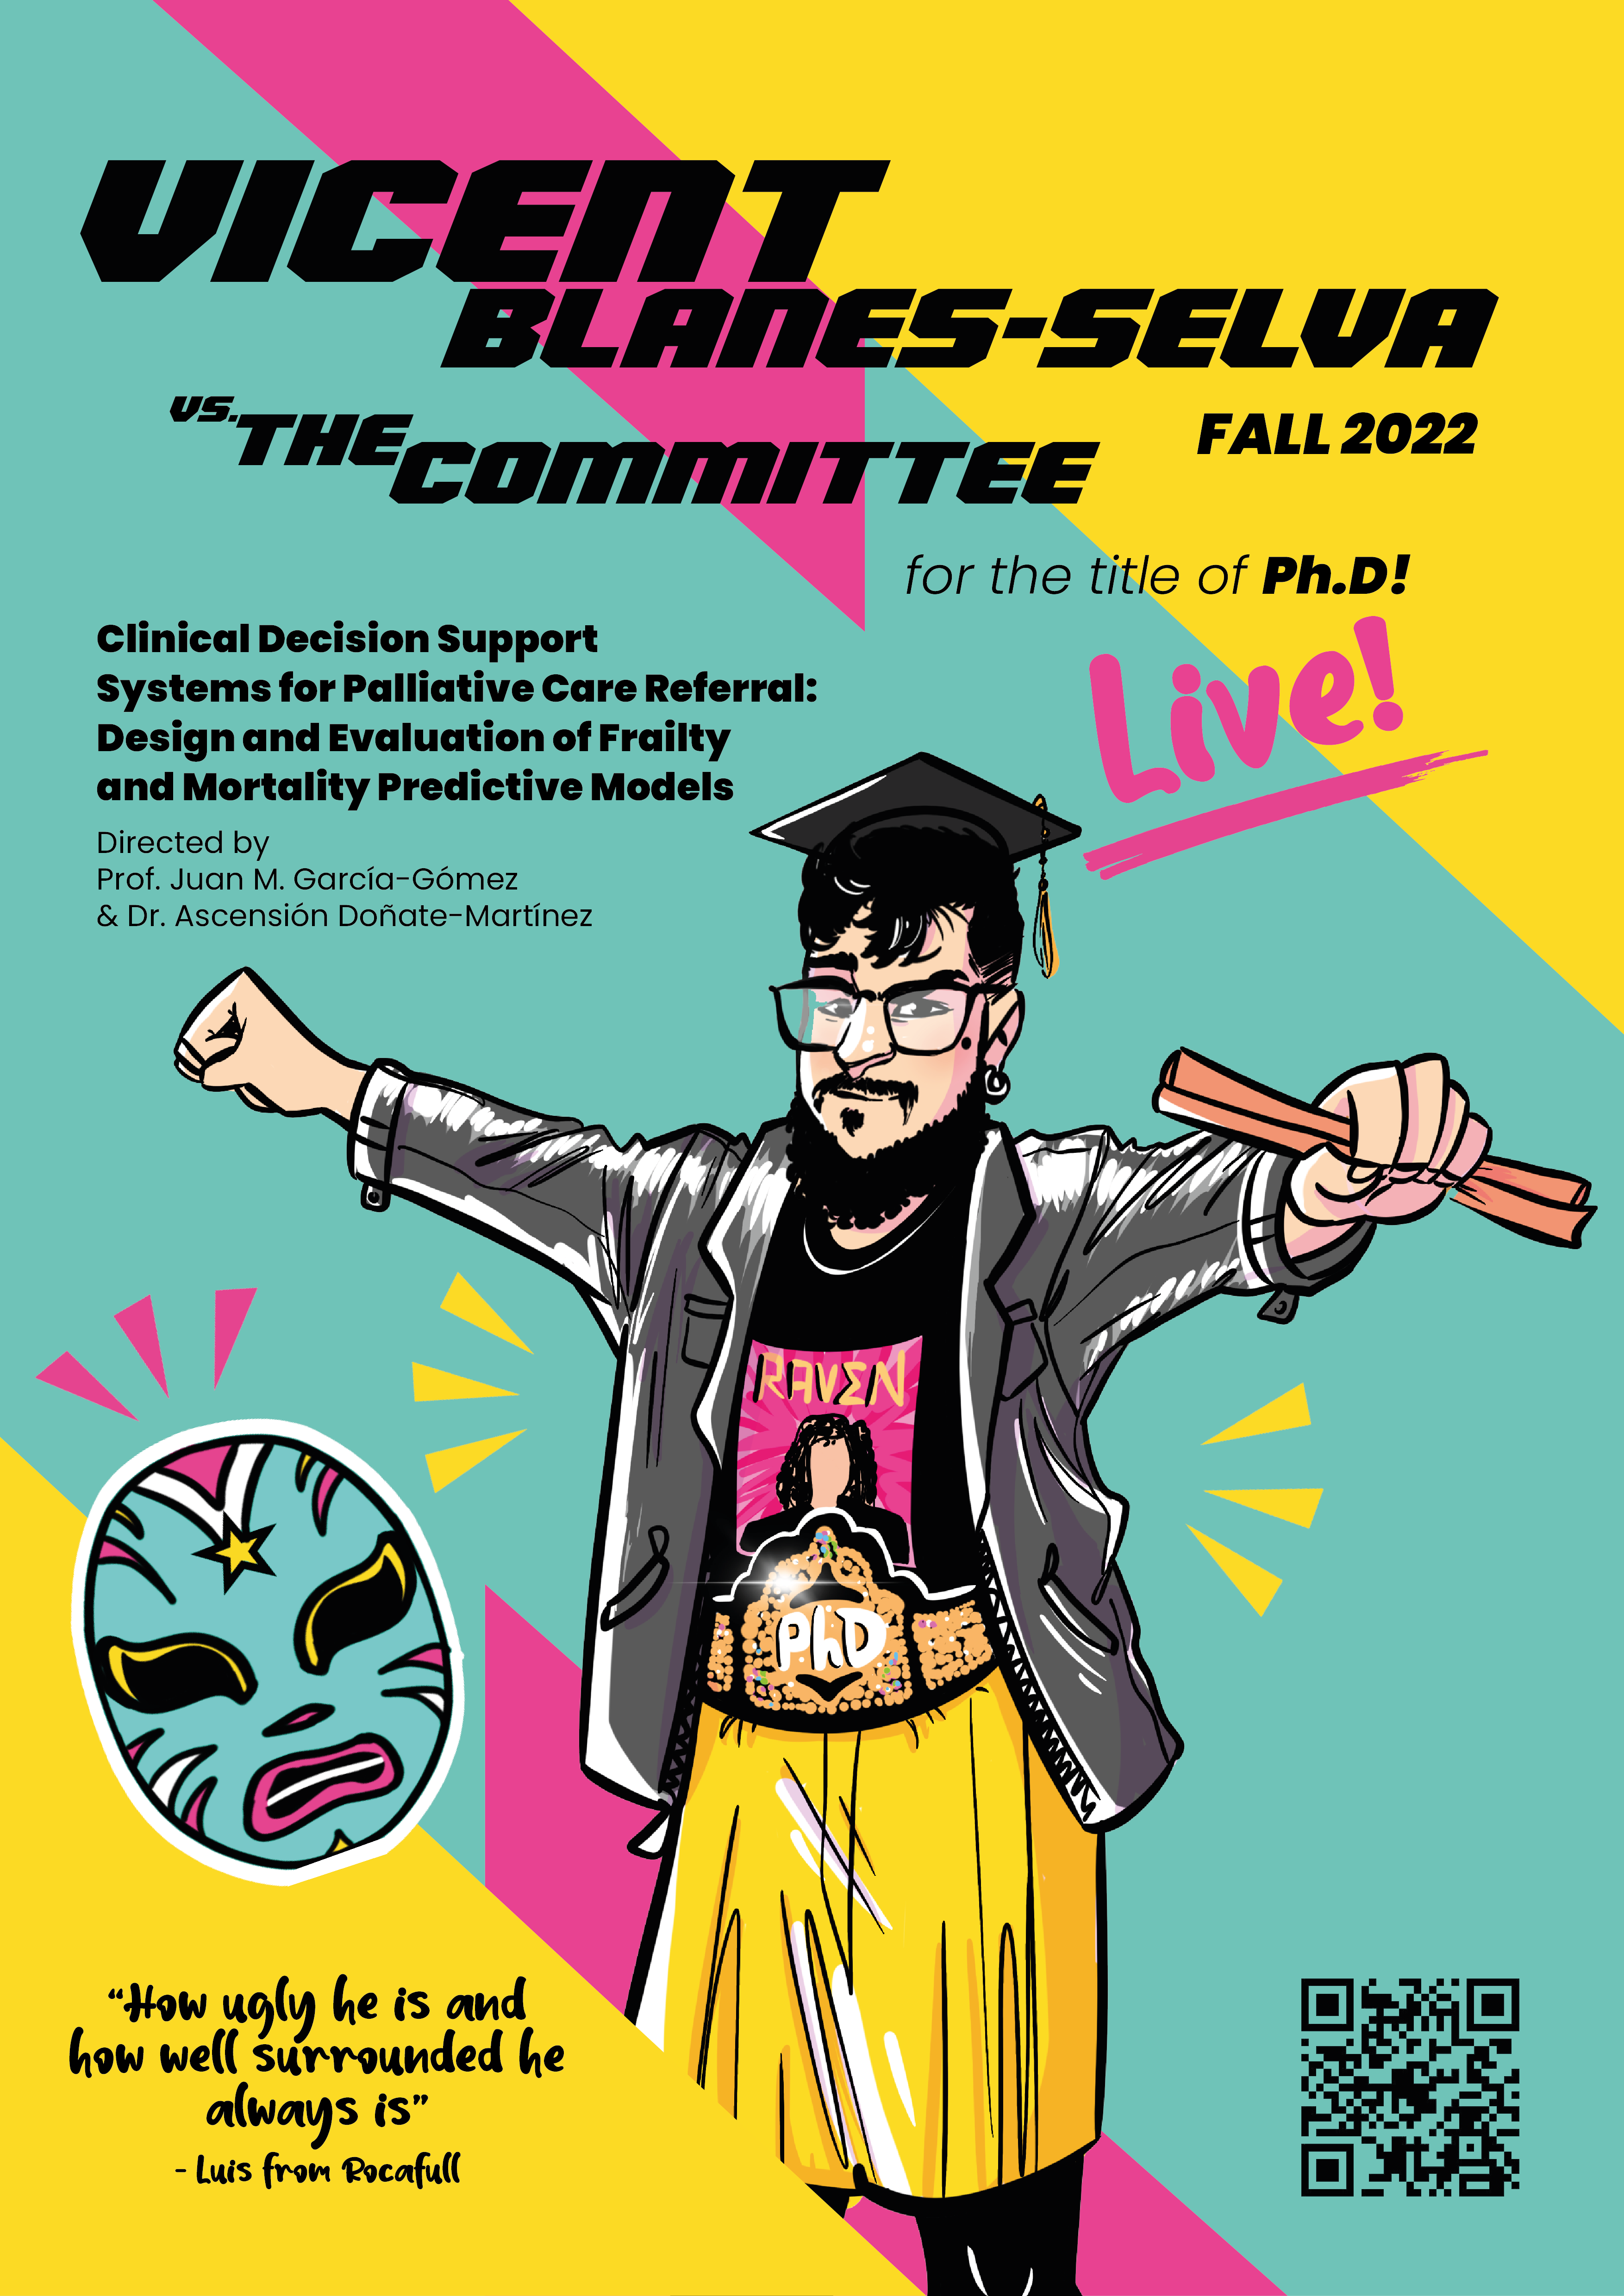 VICENT
BLANES-SELVA
VS. THE
COMMITTEE
FALL 2022
for the title of Ph.D!
Live!
Clinical Decision Support
Systems for Palliative Care Referral:
Design and Evaluation of Frailty
and Mortality Predictive Models
Directed by
Prof. Juan M. García-Gómez
& Dr. Ascensión Doñate-Martínez
RAVEN
PhD
“How ugly he is and
how well surrounded he
always is”
- Luis from Rocafull